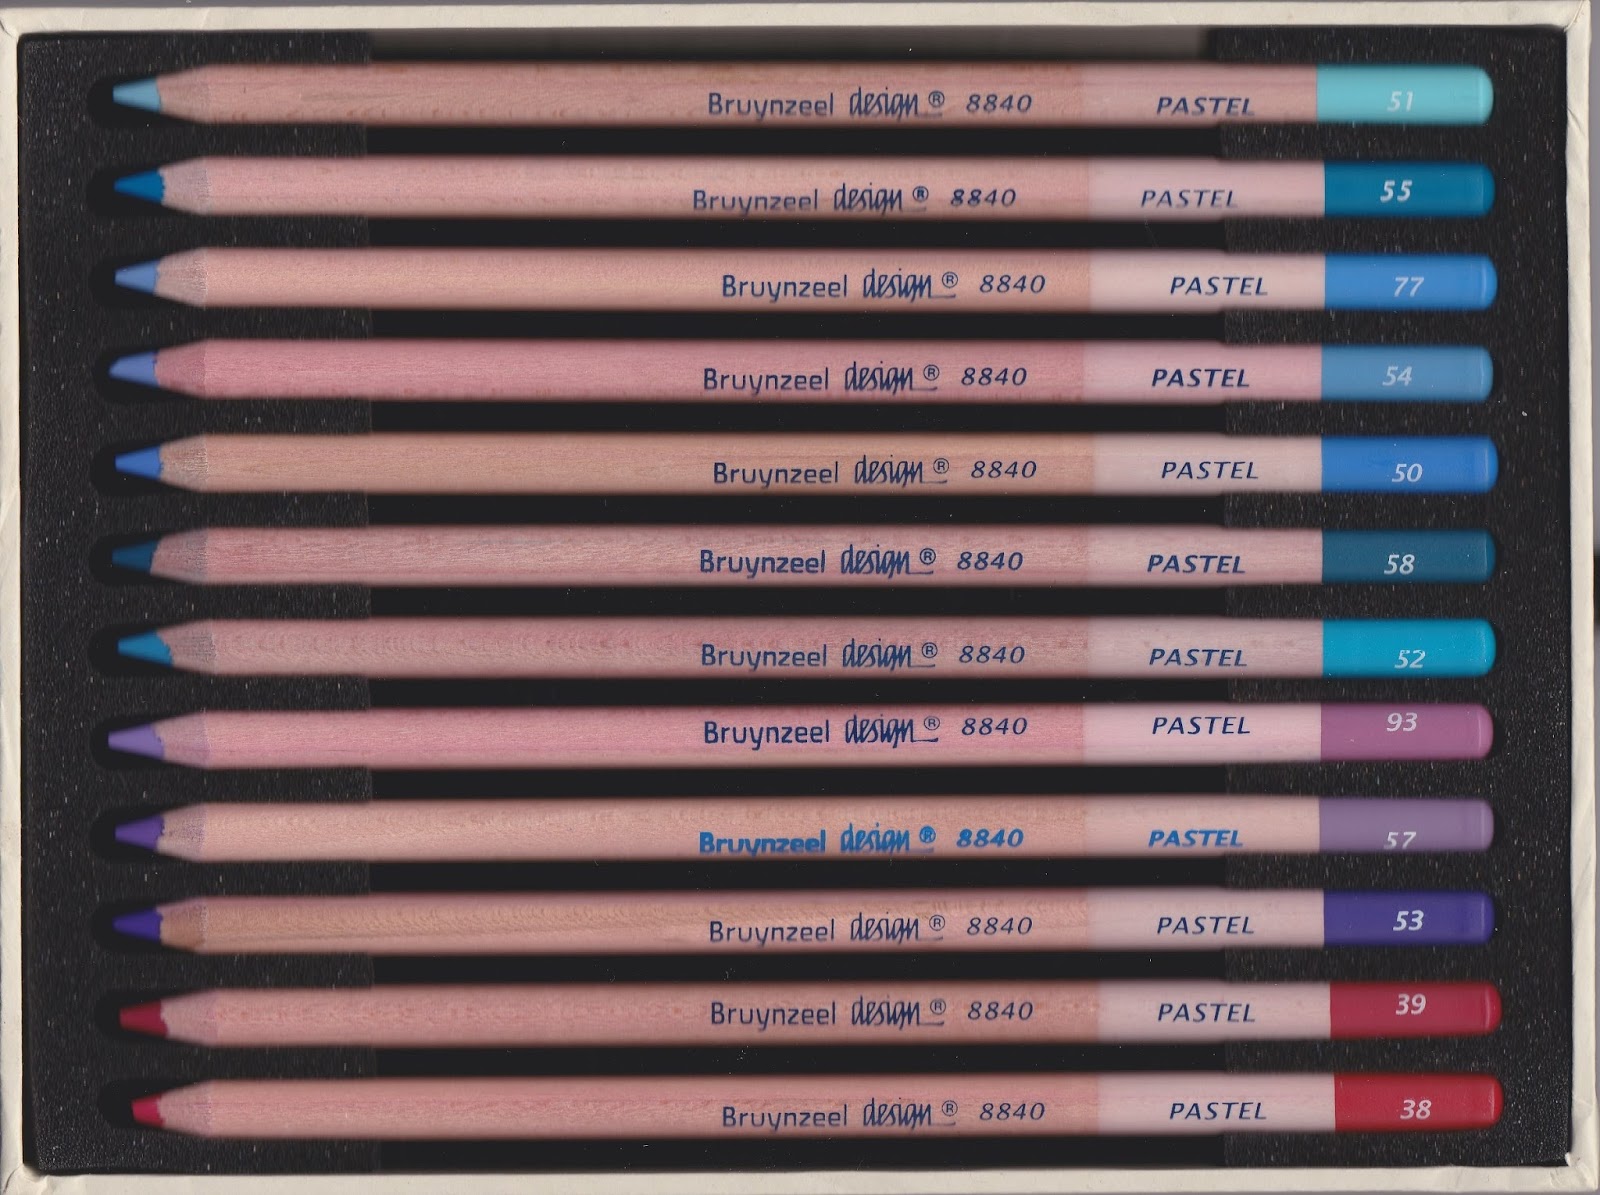 Bruynzeel design® 8840 PASTEL 51
Bruynzeel design® 8840 PASTEL 55
Bruynzeel design® 8840 PASTEL 77
Bruynzeel design® 8840 PASTEL 54
Bruynzeel design® 8840 PASTEL 50
Bruynzeel design® 8840 PASTEL 58
Bruynzeel design® 8840 PASTEL 52
Bruynzeel design® 8840 PASTEL 93
Bruynzeel design® 8840 PASTEL 57
Bruynzeel design® 8840 PASTEL 53
Bruynzeel design® 8840 PASTEL 39
Bruynzeel design® 8840 PASTEL 38